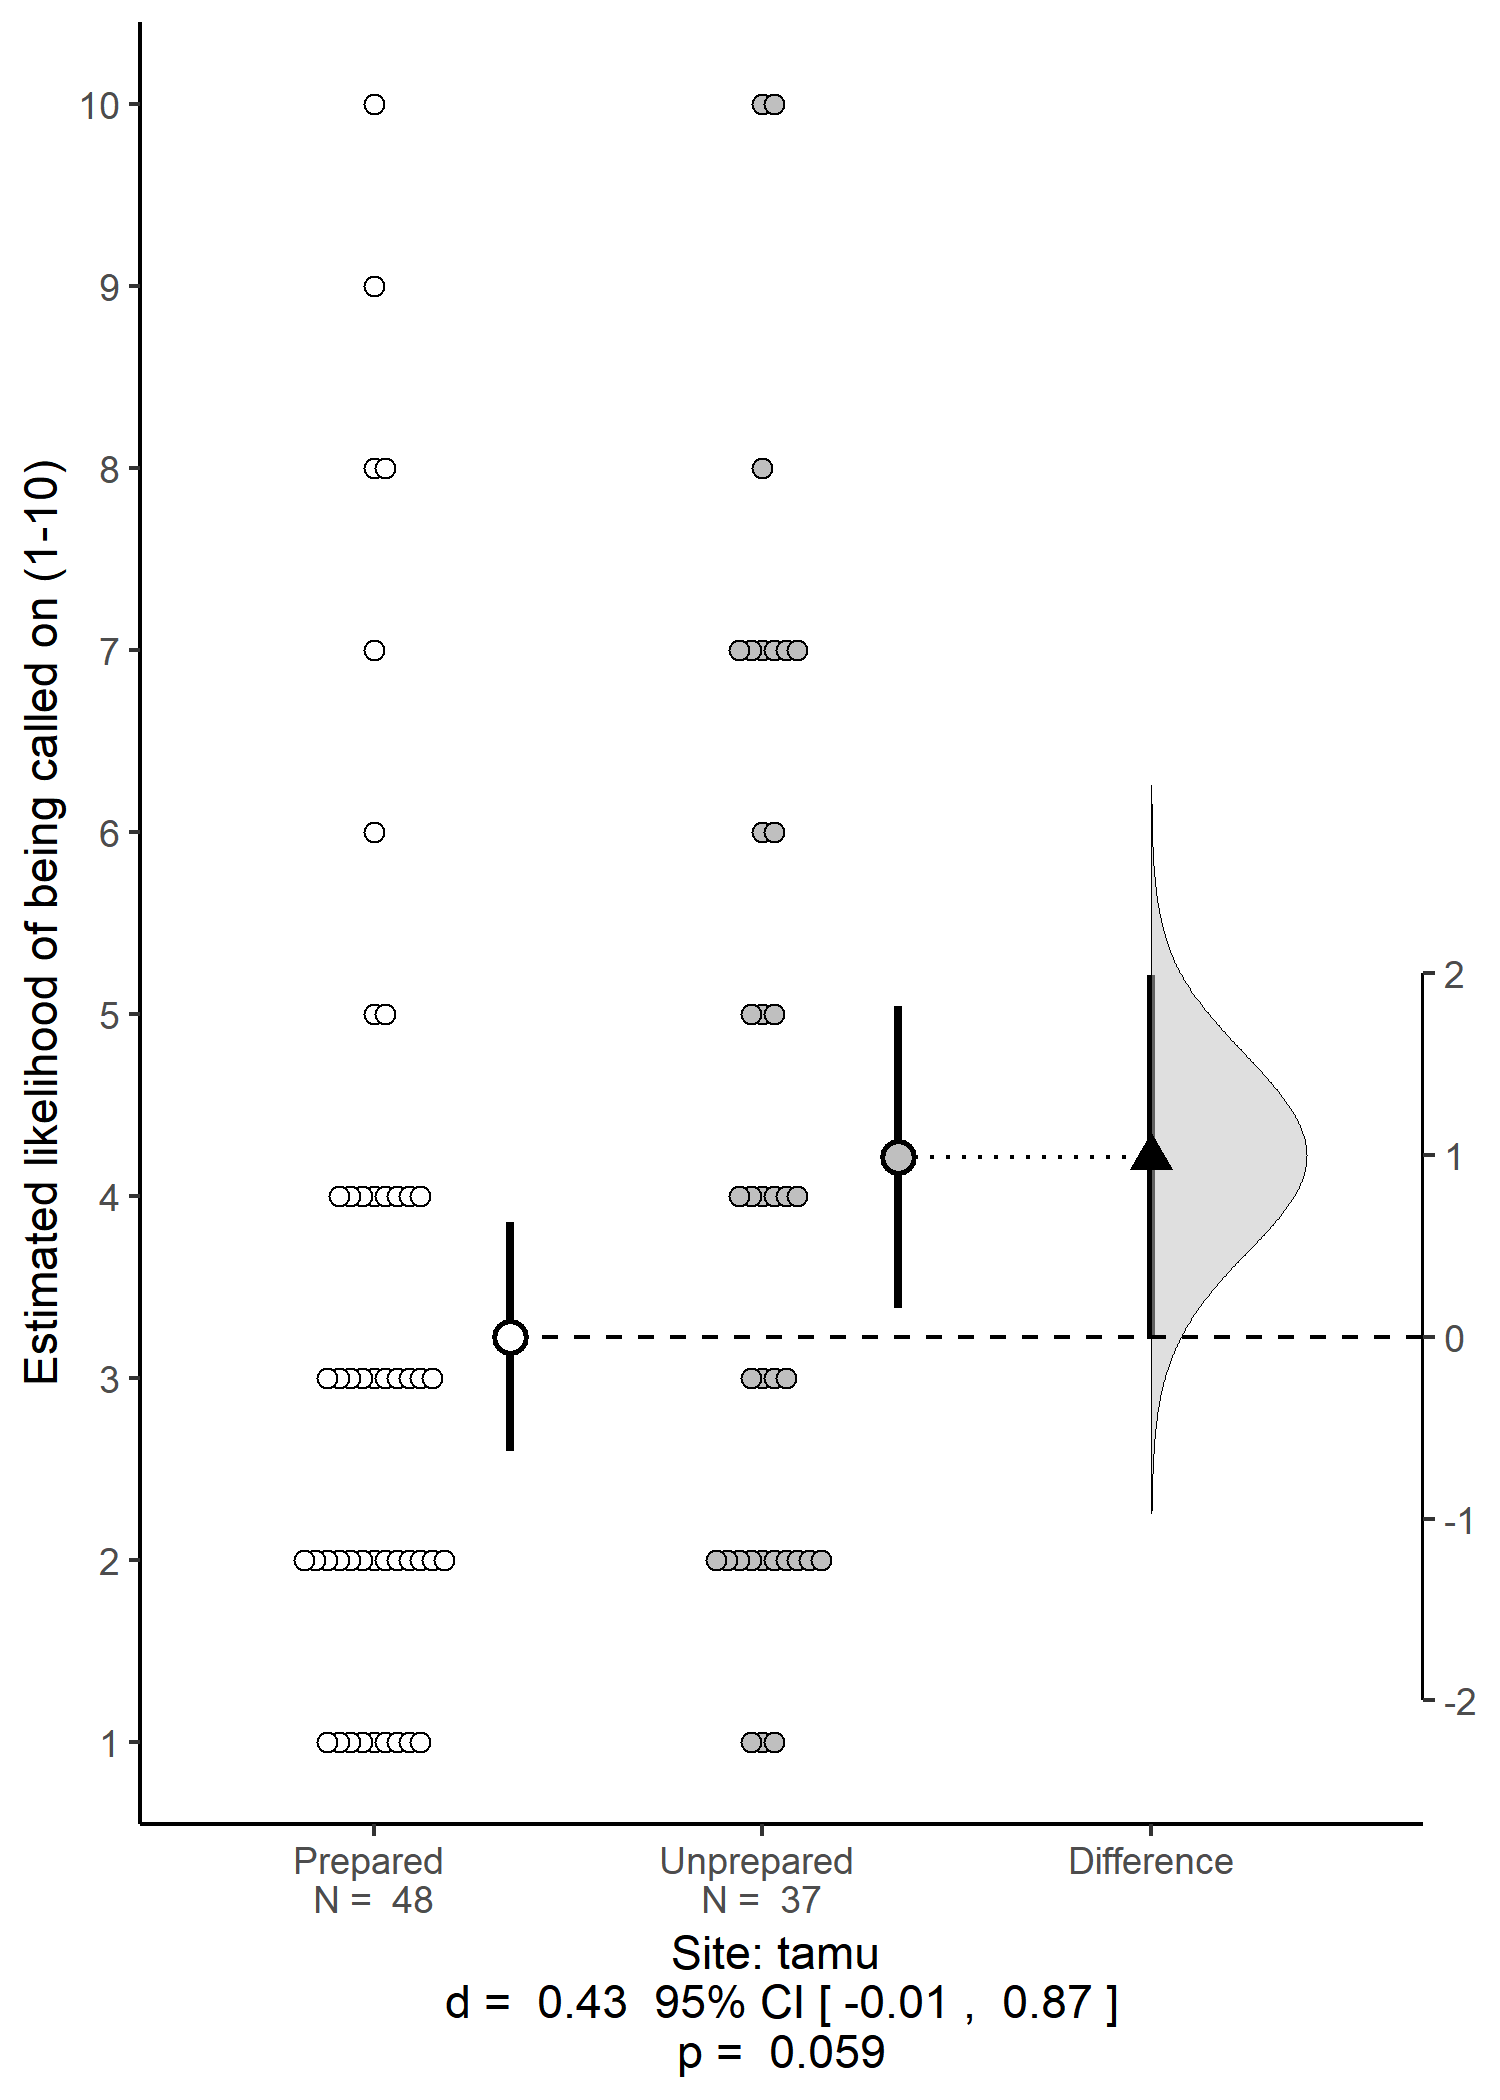 Estimated likelihood of being called on (1-10)
10
9
8
7
6
5
4
3
2
1
2
1
0
-1
-2
Prepared
N = 48
Unprepared
N = 37
Difference
Site: tamu
d = 0.43 95% CI [ -0.01 , 0.87 ]
p = 0.059